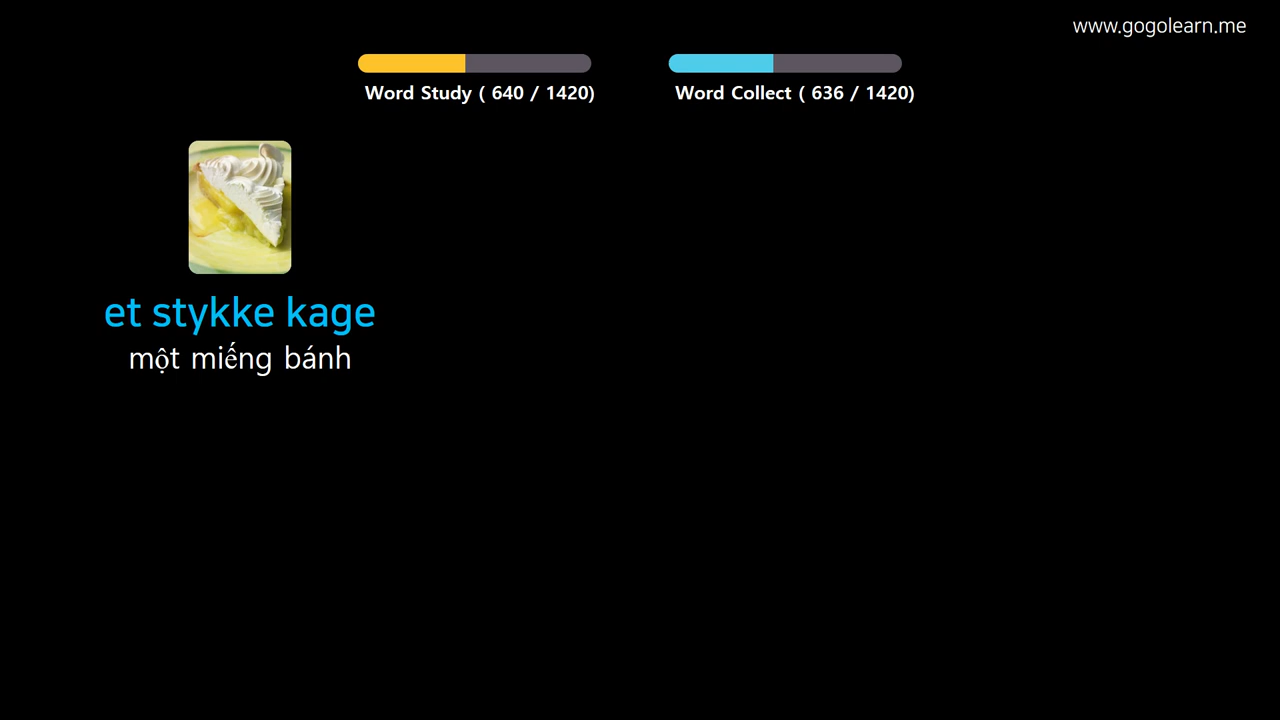 www.gogolearn.me
Word Study ( 640 / 1420)
Word Collect ( 636 / 1420)
et stykke kage
một miếng bánh